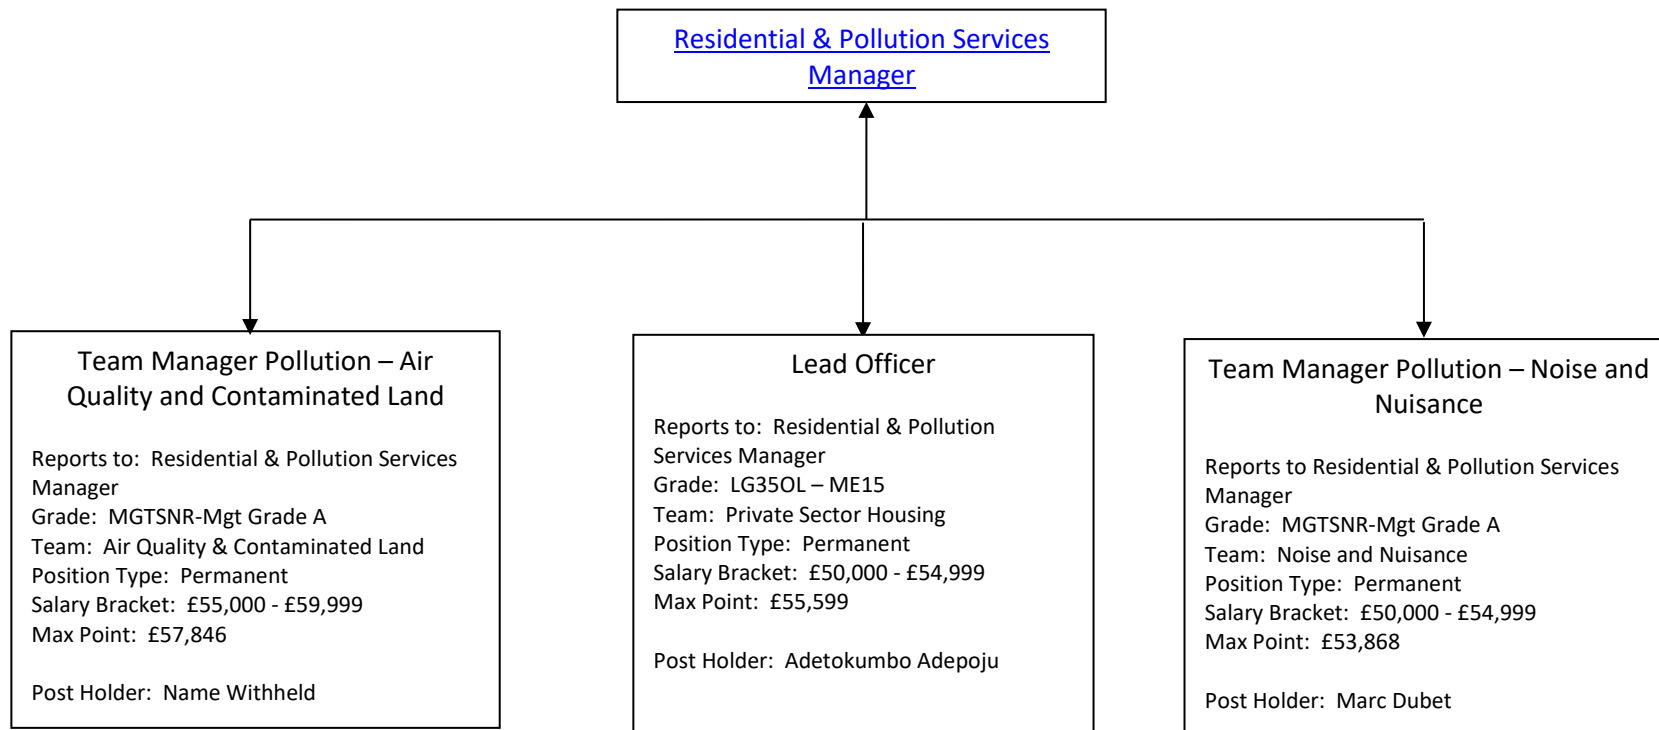 Residential & Pollution Services
Manager
Team Manager Pollution – Air
Quality and Contaminated Land
Reports to:  Residential & Pollution Services
Manager
Grade:  MGTSNR-Mgt Grade A
Team:  Air Quality & Contaminated Land
Position Type:  Permanent
Salary Bracket:  £55,000 - £59,999
Max Point:  £57,846
Post Holder:  Name Withheld
Lead Officer
Reports to:  Residential & Pollution
Services Manager
Grade:  LG35OL – ME15
Team:  Private Sector Housing
Position Type:  Permanent
Salary Bracket:  £50,000 - £54,999
Max Point:  £55,599
Post Holder:  Adetokumbo Adepoju
Team Manager Pollution – Noise and
Nuisance
Reports to Residential & Pollution Services
Manager
Grade:  MGTSNR-Mgt Grade A
Team:  Noise and Nuisance
Position Type:  Permanent
Salary Bracket:  £50,000 - £54,999
Max Point:  £53,868
Post Holder:  Marc Dubet